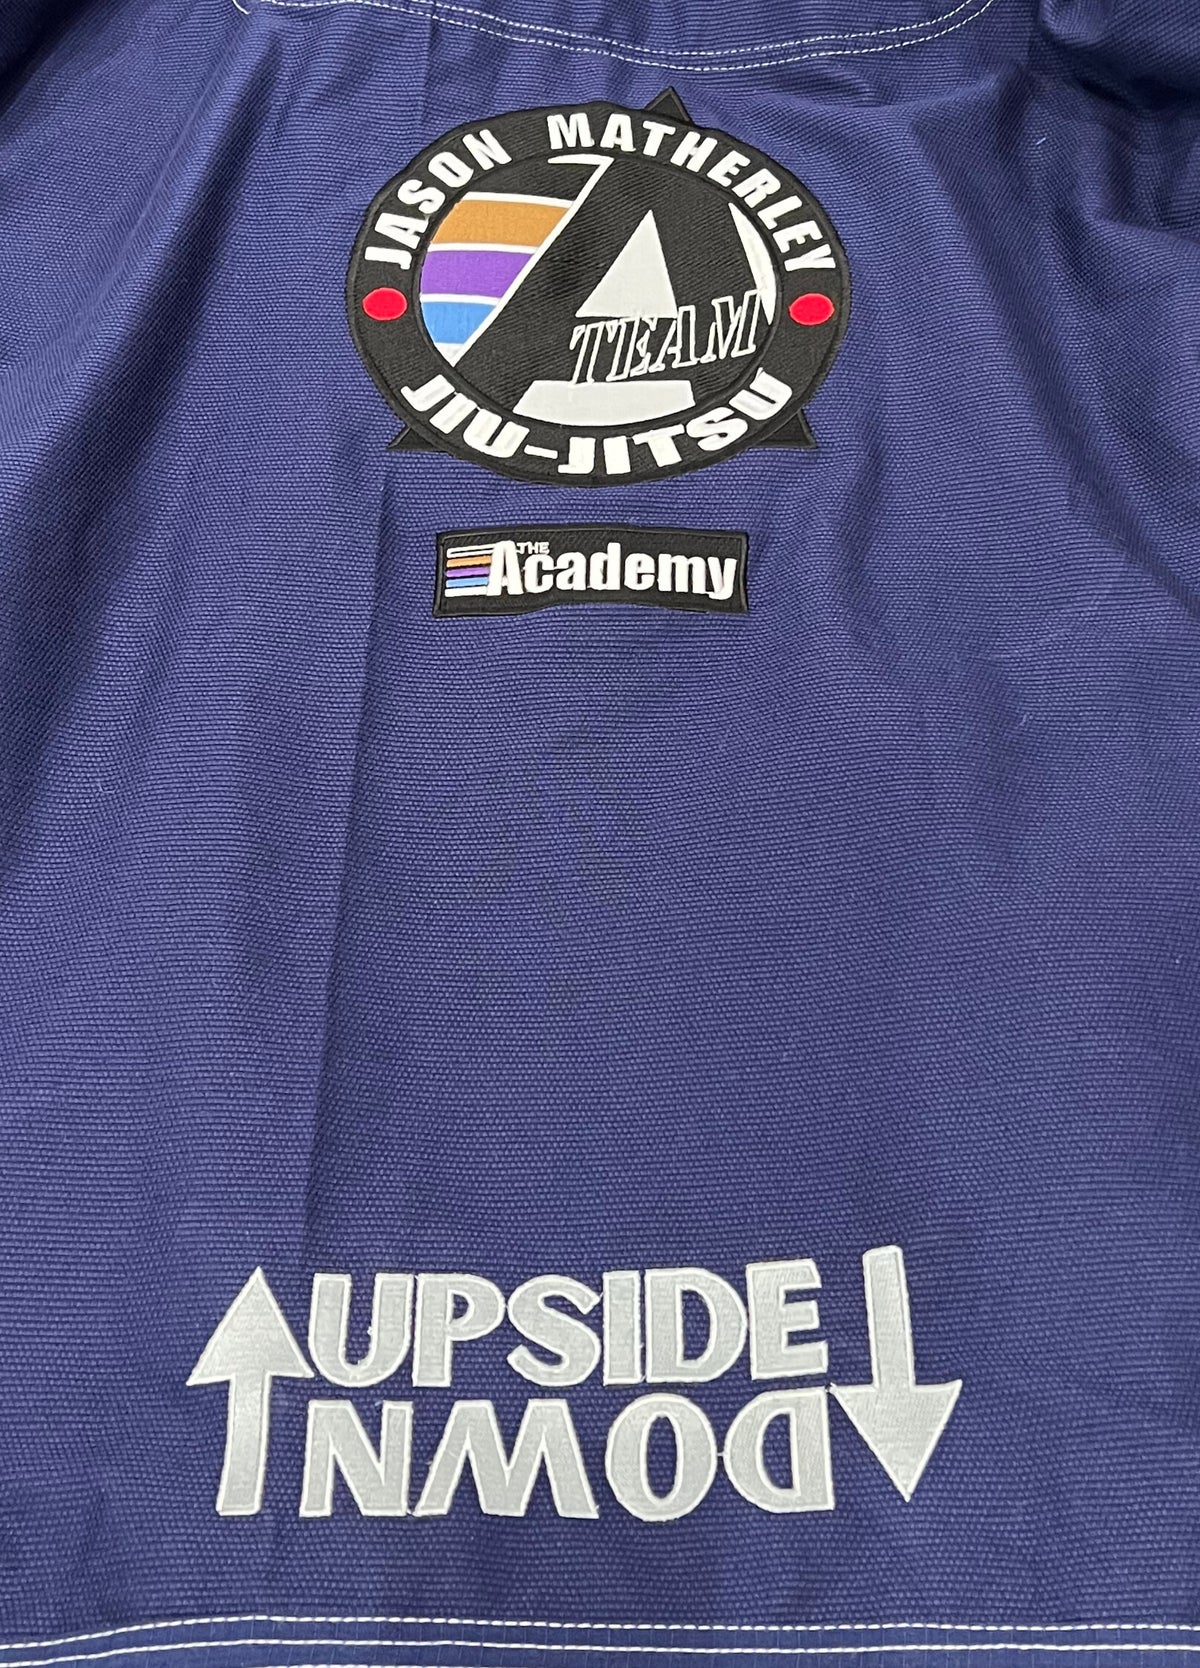 JASON MATHERLEY
TEAM
JIU-JITSU
THE
Academy
UPSIDE
DOWN